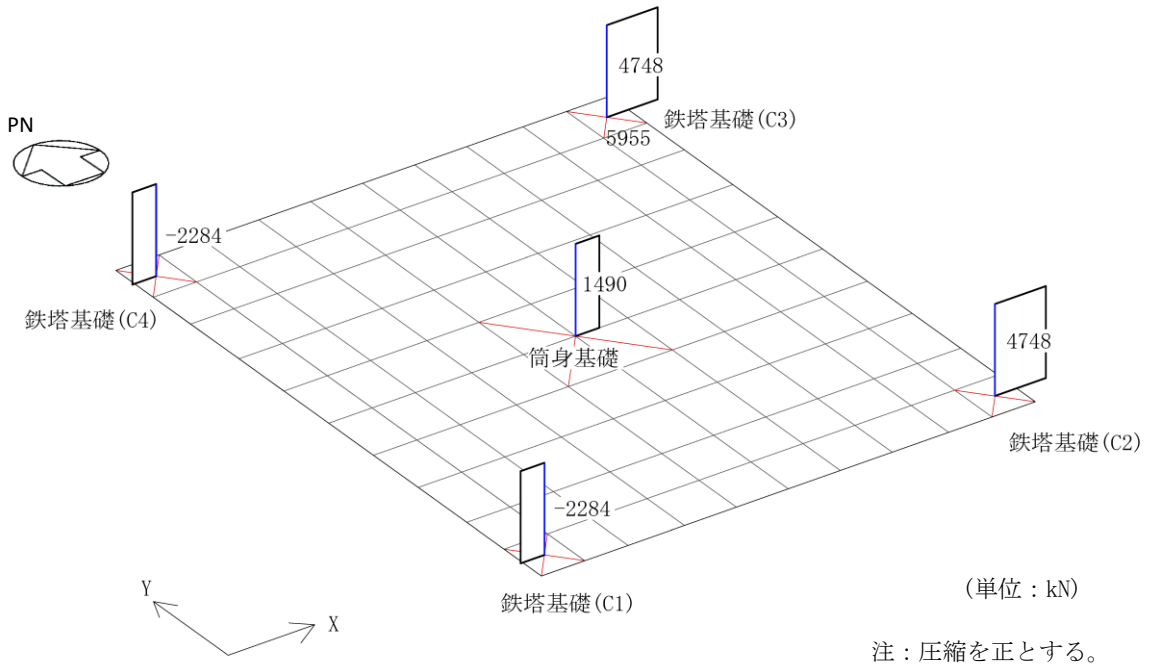 4748
鉄塔基礎(C3)
5955
PN
-2284
鉄塔基礎(C4)
1490
筒身基礎
4748
鉄塔基礎(C2)
-2284
鉄塔基礎(C1)
Y
X
(単位：kN)
注：圧縮を正とする。